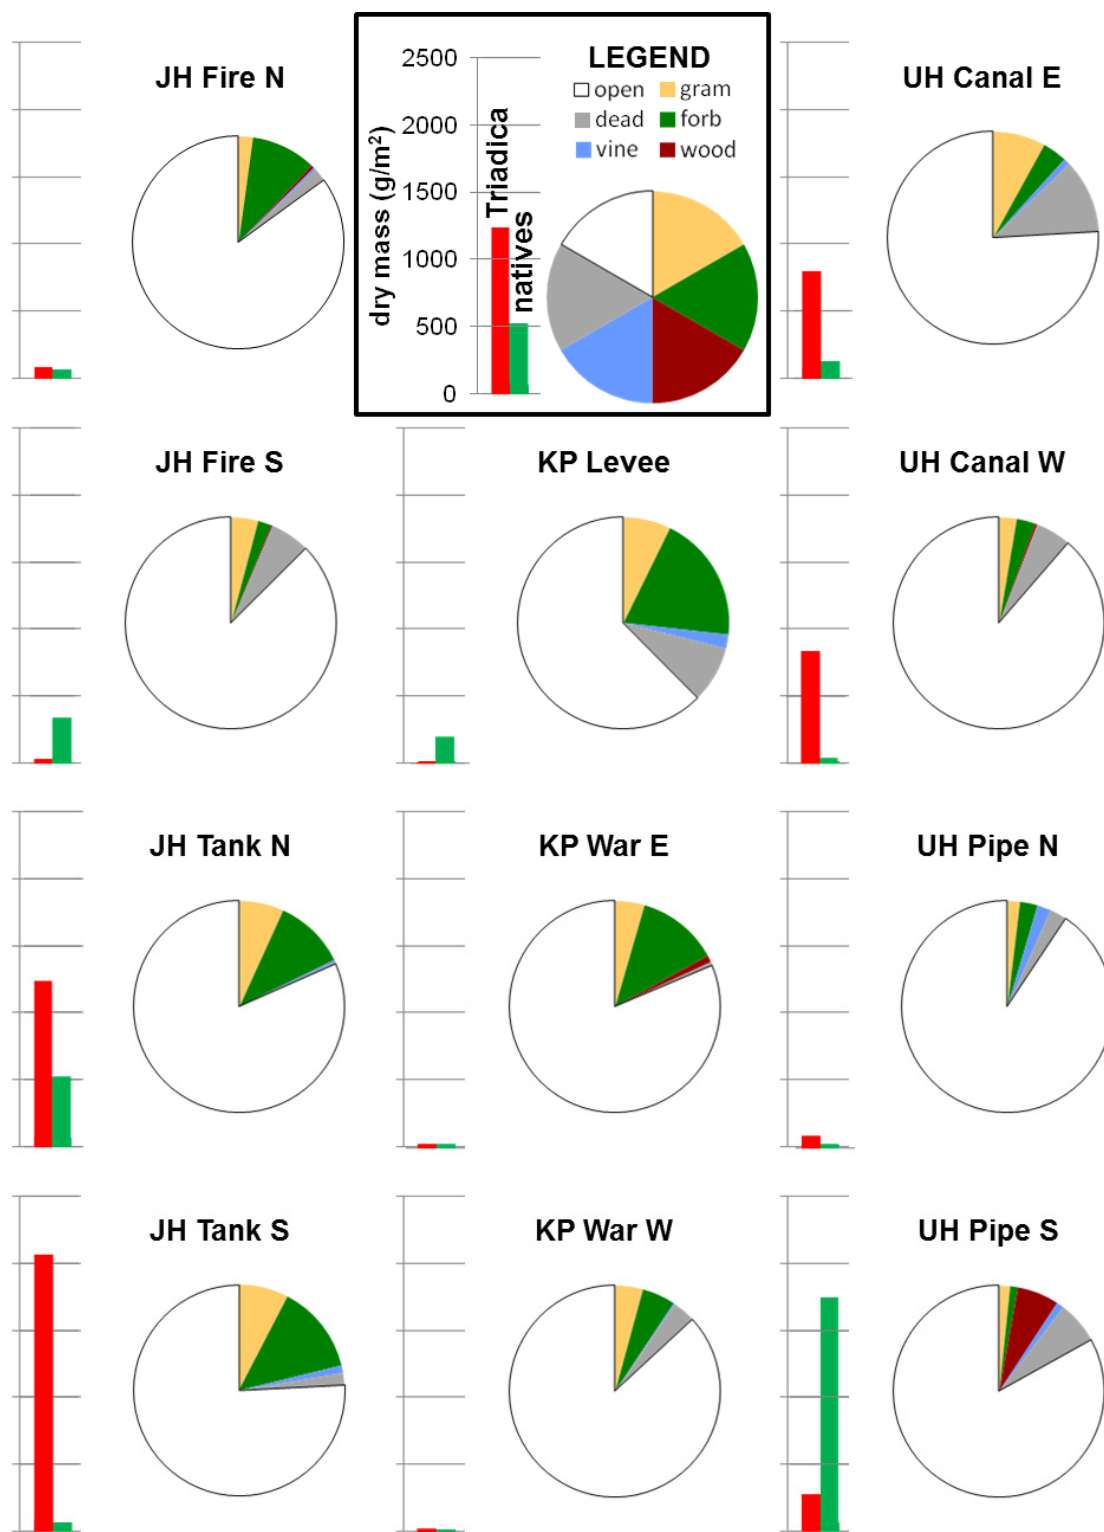 JH Fire N
LEGEND
open
gram
dead
forb
vine
wood
2500
2000
1500
1000
500
0
dry mass (g/m²)
Triadica
natives
UH Canal E
JH Fire S
KP Levee
UH Canal W
JH Tank N
KP War E
UH Pipe N
JH Tank S
KP War W
UH Pipe S